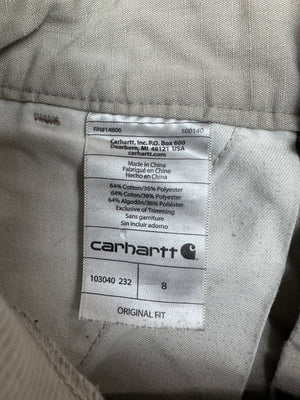 RN#14806 100140
Carhartt, Inc. P.O. Box 600
Dearborn, MI 48121 USA
carhartt.com
Made in China
Fabriqué en Chine
Hecho en China
64% Cotton/36% Polyester
64% Coton/36% Polyester
64% Algodón/36% Poliéster
Exclusive of Trimming
Sans garniture
Sin incluir adorno
carhartt
103040 232 8
ORIGINAL FIT